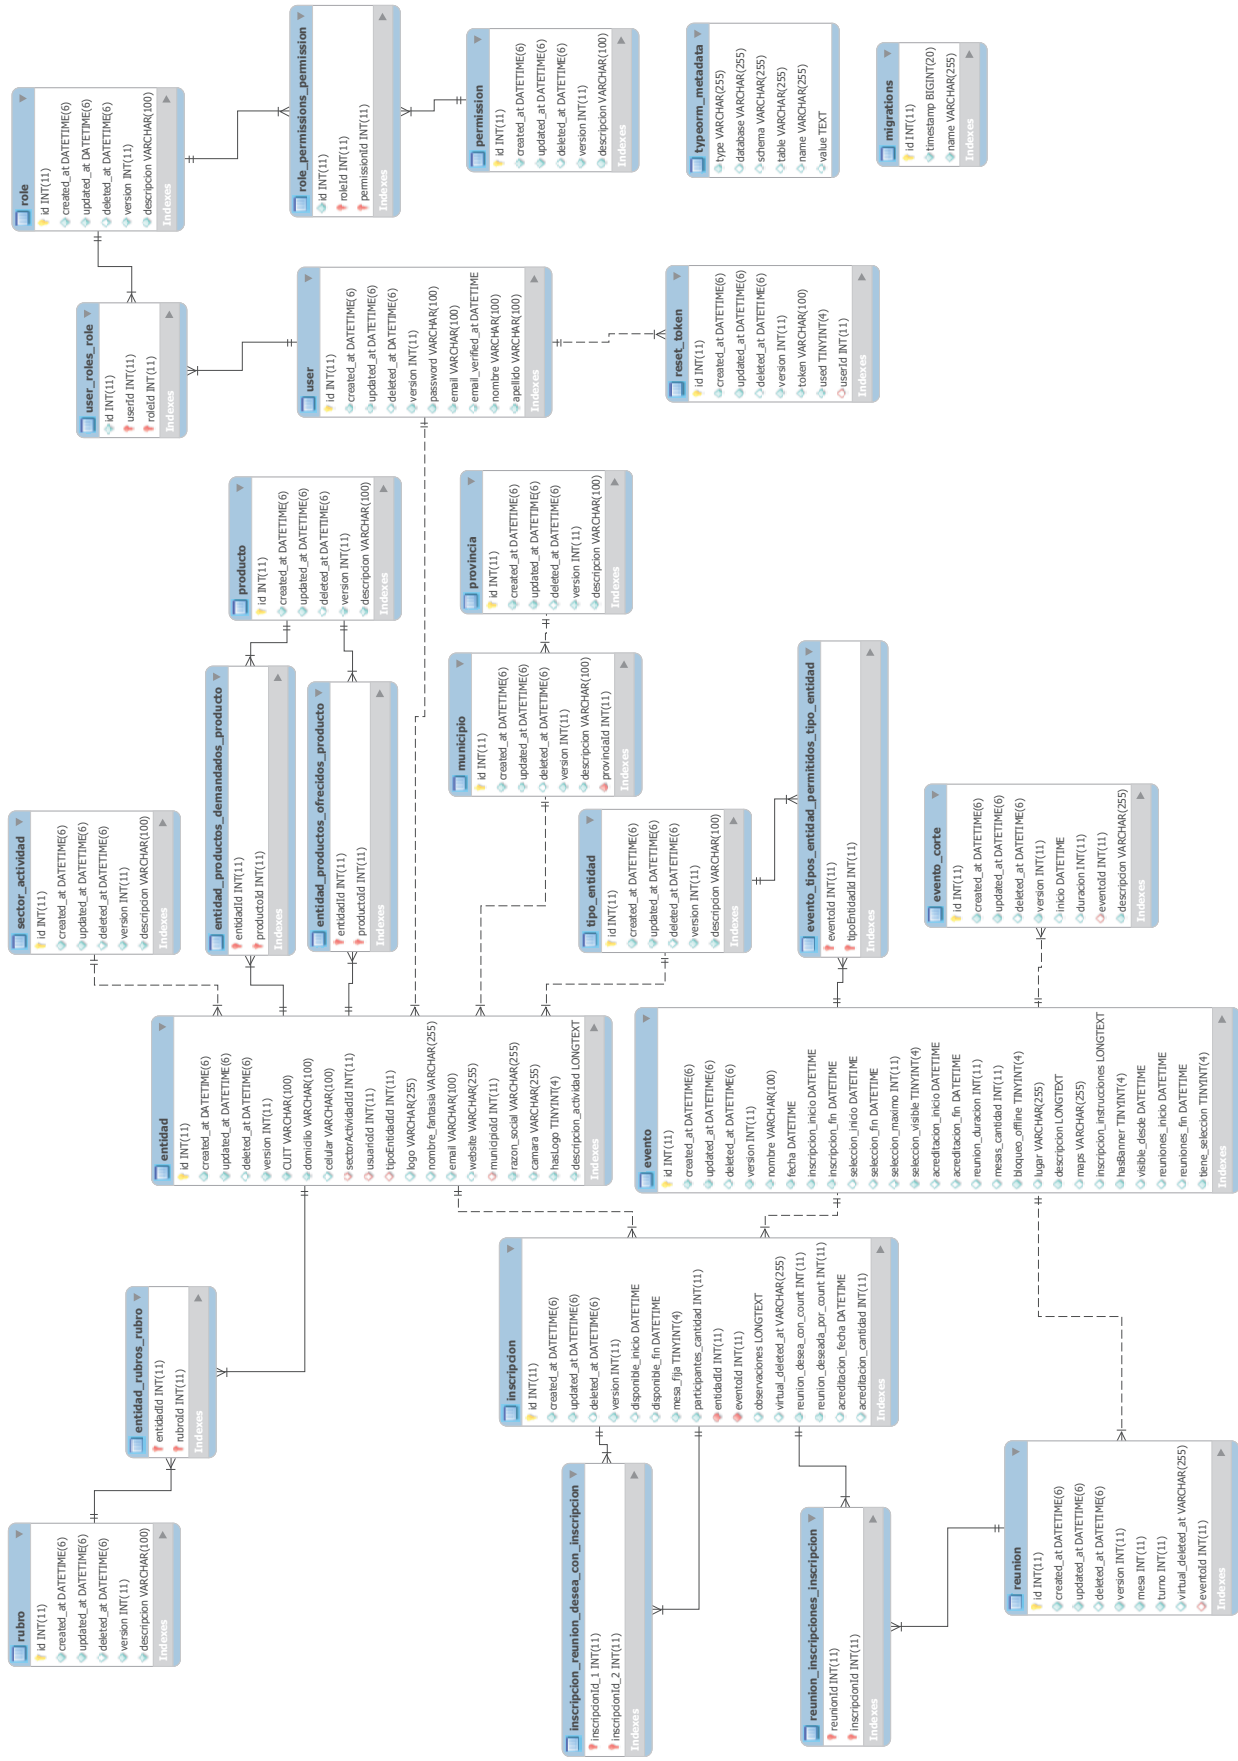 rubro
id INT(11)
created_at DATETIME(6)
updated_at DATETIME(6)
deleted_at DATETIME(6)
version INT(11)
descripcion VARCHAR(100)
Indexes
entidad_rubros_rubro
entidadId INT(11)
rubroId INT(11)
Indexes
sector_actividad
id INT(11)
created_at DATETIME(6)
updated_at DATETIME(6)
deleted_at DATETIME(6)
version INT(11)
descripcion VARCHAR(100)
Indexes
entidad
id INT(11)
created_at DATETIME(6)
updated_at DATETIME(6)
deleted_at DATETIME(6)
version INT(11)
CUIT VARCHAR(100)
domicilio VARCHAR(100)
celular VARCHAR(100)
sectorActividadId INT(11)
usuarioId INT(11)
tipoEntidadId INT(11)
logo VARCHAR(255)
nombre_fantasia VARCHAR(255)
email VARCHAR(100)
website VARCHAR(255)
municipioId INT(11)
razon_social VARCHAR(255)
camara VARCHAR(255)
hasLogo TINYINT(4)
descripcion_actividad LONGTEXT
Indexes
entidad_productos_demandados_producto
entidadId INT(11)
productoId INT(11)
Indexes
entidad_productos_ofrecidos_producto
entidadId INT(11)
productoId INT(11)
Indexes
producto
id INT(11)
created_at DATETIME(6)
updated_at DATETIME(6)
deleted_at DATETIME(6)
version INT(11)
descripcion VARCHAR(100)
Indexes
user_roles_role
id INT(11)
userId INT(11)
roleId INT(11)
Indexes
role
id INT(11)
created_at DATETIME(6)
updated_at DATETIME(6)
deleted_at DATETIME(6)
version INT(11)
descripcion VARCHAR(100)
Indexes
role_permissions_permission
id INT(11)
roleId INT(11)
permissionId INT(11)
Indexes
user
id INT(11)
created_at DATETIME(6)
updated_at DATETIME(6)
deleted_at DATETIME(6)
version INT(11)
password VARCHAR(100)
email VARCHAR(100)
email_verified_at DATETIME
nombre VARCHAR(100)
apellido VARCHAR(100)
Indexes
permission
id INT(11)
created_at DATETIME(6)
updated_at DATETIME(6)
deleted_at DATETIME(6)
version INT(11)
descripcion VARCHAR(100)
Indexes
municipio
id INT(11)
created_at DATETIME(6)
updated_at DATETIME(6)
deleted_at DATETIME(6)
version INT(11)
descripcion VARCHAR(100)
provinciaId INT(11)
Indexes
provincia
id INT(11)
created_at DATETIME(6)
updated_at DATETIME(6)
deleted_at DATETIME(6)
version INT(11)
descripcion VARCHAR(100)
Indexes
inscripcion
id INT(11)
created_at DATETIME(6)
updated_at DATETIME(6)
deleted_at DATETIME(6)
version INT(11)
disponible_inicio DATETIME
disponible_fin DATETIME
mesa_fija TINYINT(4)
participantes_cantidad INT(11)
entidadId INT(11)
eventoId INT(11)
observaciones LONGTEXT
virtual_deleted_at VARCHAR(255)
reunion_desea_con_count INT(11)
reunion_deseada_por_count INT(11)
acreditacion_fecha DATETIME
acreditacion_cantidad INT(11)
Indexes
inscripcion_reunion_desea_con_inscripcion
inscripcionId_1 INT(11)
inscripcionId_2 INT(11)
Indexes
tipo_entidad
id INT(11)
created_at DATETIME(6)
updated_at DATETIME(6)
deleted_at DATETIME(6)
version INT(11)
descripcion VARCHAR(100)
Indexes
reset_token
id INT(11)
created_at DATETIME(6)
updated_at DATETIME(6)
deleted_at DATETIME(6)
version INT(11)
token VARCHAR(100)
used TINYINT(4)
userId INT(11)
Indexes
typeorm_metadata
type VARCHAR(255)
database VARCHAR(255)
schema VARCHAR(255)
table VARCHAR(255)
name VARCHAR(255)
value TEXT
evento
id INT(11)
created_at DATETIME(6)
updated_at DATETIME(6)
deleted_at DATETIME(6)
version INT(11)
nombre VARCHAR(100)
fecha DATETIME
inscripcion_inicio DATETIME
inscripcion_fin DATETIME
seleccion_inicio DATETIME
seleccion_fin DATETIME
seleccion_maximo INT(11)
seleccion_visible TINYINT(4)
acreditacion_inicio DATETIME
acreditacion_fin DATETIME
reunion_duracion INT(11)
mesas_cantidad INT(11)
bloqueo_offline TINYINT(4)
lugar VARCHAR(255)
descripcion LONGTEXT
maps VARCHAR(255)
inscripcion_instrucciones LONGTEXT
hasBanner TINYINT(4)
visible_desde DATETIME
reuniones_inicio DATETIME
reuniones_fin DATETIME
tiene_seleccion TINYINT(4)
Indexes
evento_tipos_entidad_permitidos_tipo_entidad
eventoId INT(11)
tipoEntidadId INT(11)
Indexes
reunion_inscripciones_inscripcion
reunionId INT(11)
inscripcionId INT(11)
Indexes
migrations
id INT(11)
timestamp BIGINT(20)
name VARCHAR(255)
Indexes
evento_corte
id INT(11)
created_at DATETIME(6)
updated_at DATETIME(6)
deleted_at DATETIME(6)
version INT(11)
inicio DATETIME
duracion INT(11)
eventoId INT(11)
descripcion VARCHAR(255)
Indexes
reunion
id INT(11)
created_at DATETIME(6)
updated_at DATETIME(6)
deleted_at DATETIME(6)
version INT(11)
mesa INT(11)
turno INT(11)
virtual_deleted_at VARCHAR(255)
eventoId INT(11)
Indexes